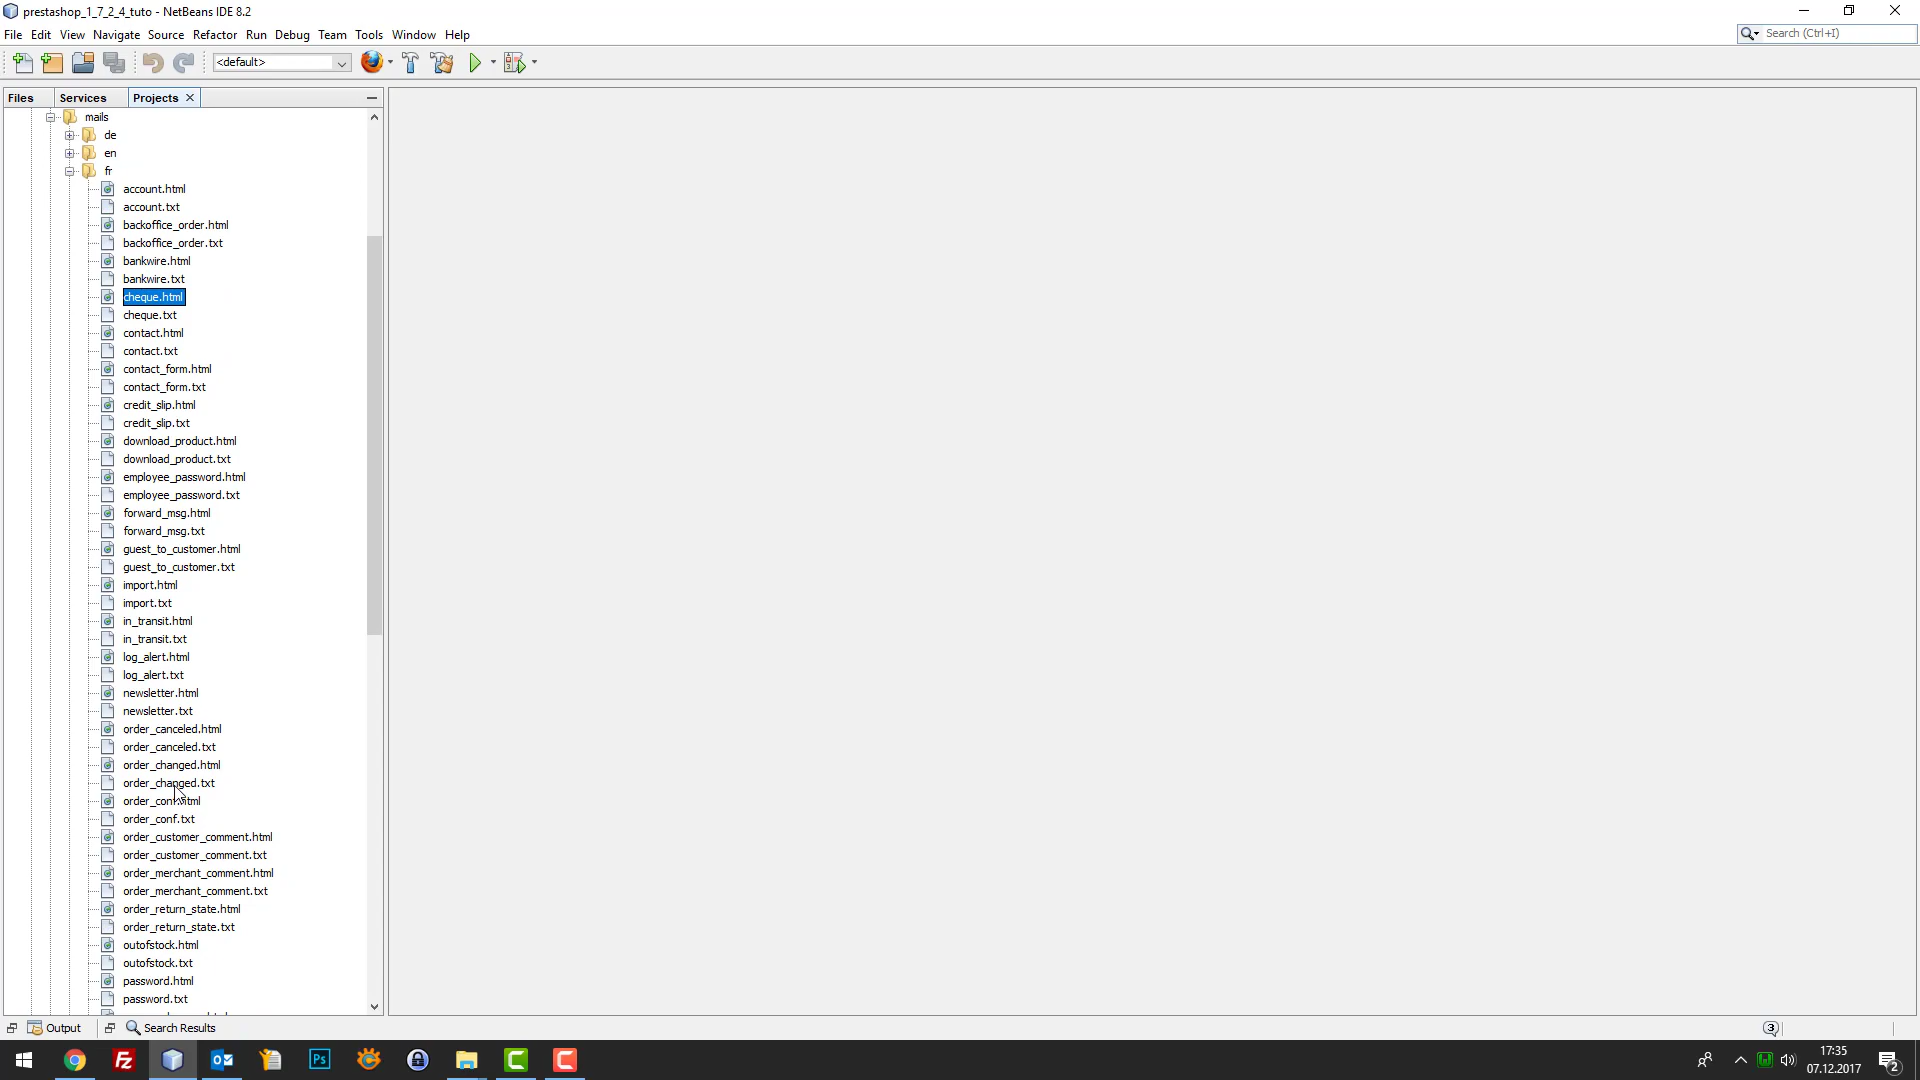 prestashop_1_7_2_4_tuto - NetBeans IDE 8.2
File Edit View Navigate Source Refactor Run Debug Team Tools Window Help
Search (Ctrl+I)
<default>
Files Services Projects
mails
de
en
fr
account.html
account.txt
backoffice_order.html
backoffice_order.txt
bankwire.html
bankwire.txt
cheque.html
cheque.txt
contact.html
contact.txt
contact_form.html
contact_form.txt
credit_slip.html
credit_slip.txt
download_product.html
download_product.txt
employee_password.html
employee_password.txt
forward_msg.html
forward_msg.txt
guest_to_customer.html
guest_to_customer.txt
import.html
import.txt
in_transit.html
in_transit.txt
log_alert.html
log_alert.txt
newsletter.html
newsletter.txt
order_canceled.html
order_canceled.txt
order_changed.html
order_changed.txt
order_conf.html
order_conf.txt
order_customer_comment.html
order_customer_comment.txt
order_merchant_comment.html
order_merchant_comment.txt
order_return_state.html
order_return_state.txt
outofstock.html
outofstock.txt
password.html
password.txt
Output Search Results
3
Fz
Ps
17:35
07.12.2017
2